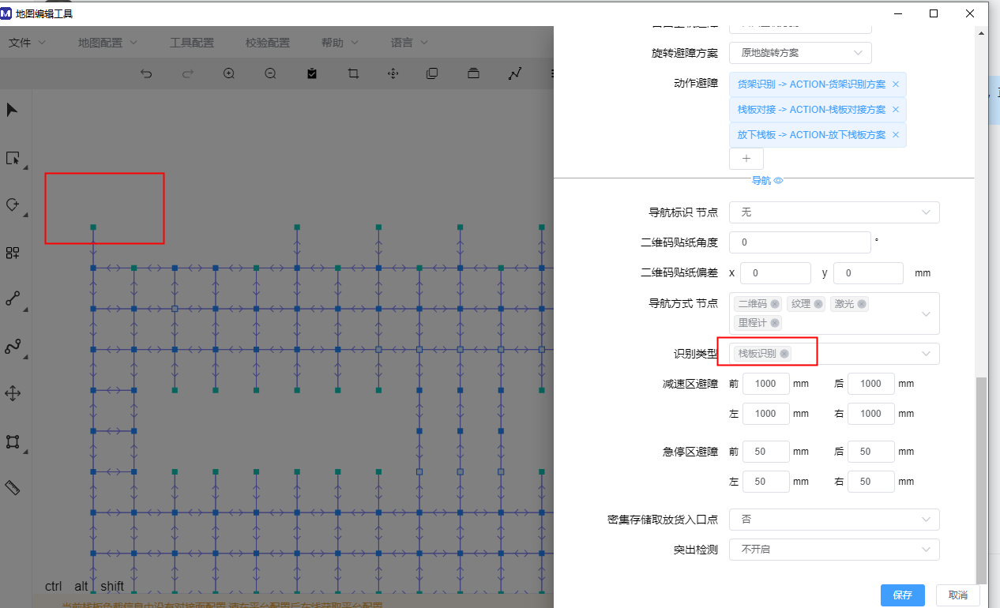 地图编辑工具
文件 地图配置 工具配置 校验配置 帮助 语言
旋转避障方案 原地旋转方案
动作避障 货架识别 -> ACTION-货架识别方案 ×
栈板对接 -> ACTION-栈板对接方案 ×
放下栈板 -> ACTION-放下栈板方案 ×
+
导航
导航标识 节点 无
二维码贴纸角度 0 °
二维码贴纸偏差 x 0 y 0 mm
导航方式 节点 二维码 纹理 激光
里程计
识别类型 栈板识别
减速区避障 前 1000 mm 后 1000 mm
左 1000 mm 右 1000 mm
急停区避障 前 50 mm 后 50 mm
左 50 mm 右 50 mm
密集存储取放货入口点 否
突出检测 不开启
ctrl alt shift
保存 取消
当前栈板负载信息中没有对接面配置,请在平台配置后在线获取平台配置